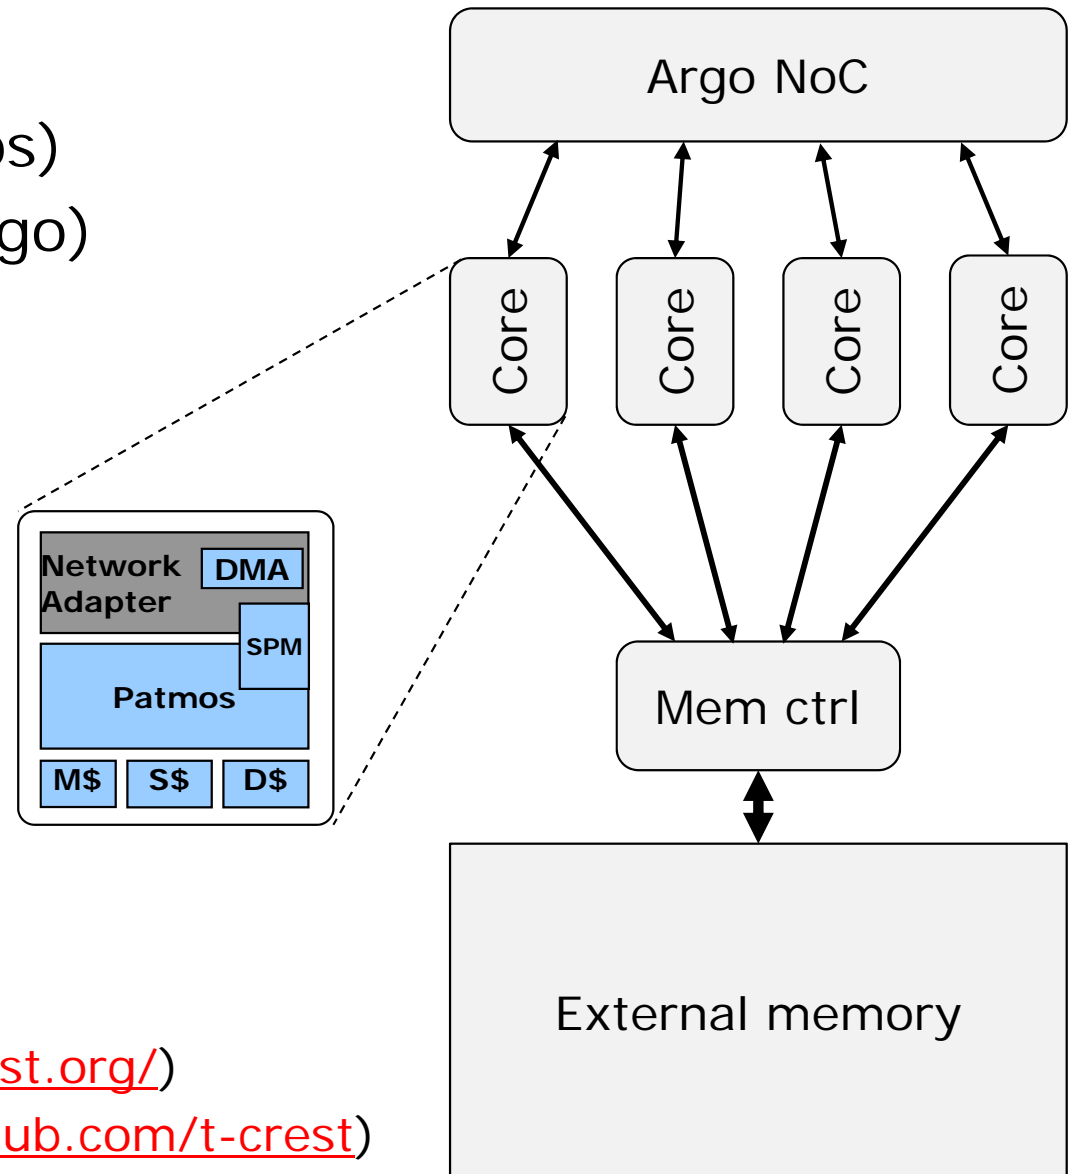 Argo NoC
os)
go)
Core
Core
Core
Core
Network
Adapter
DMA
SPM
Patmos
M$
S$
D$
Mem ctrl
External memory
st.org/)
ub.com/t-crest)